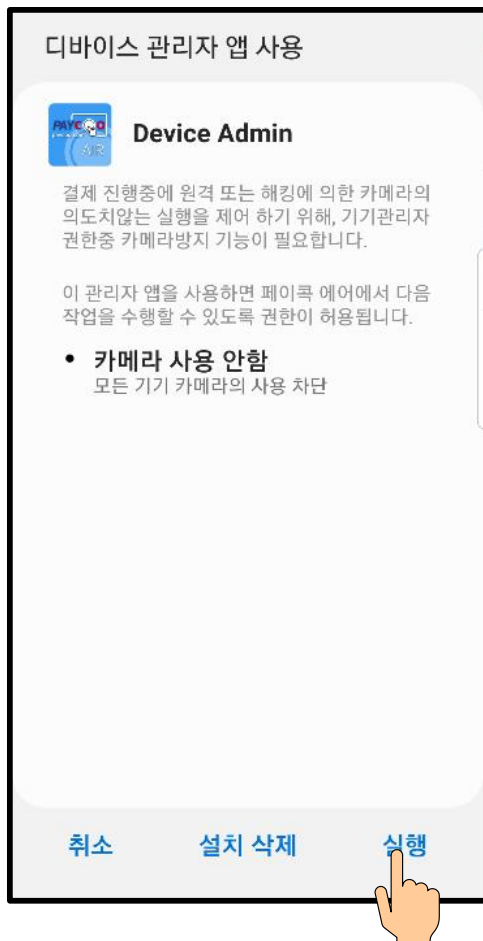 디바이스 관리자 앱 사용
PAYCOO
AIR
Device Admin
결제 진행중에 원격 또는 해킹에 의한 카메라의
의도치않는 실행을 제어 하기 위해, 기기관리자
권한중 카메라방지 기능이 필요합니다.
이 관리자 앱을 사용하면 페이콕 에어에서 다음
작업을 수행할 수 있도록 권한이 허용됩니다.
• 카메라 사용 안함
모든 기기 카메라의 사용 차단
취소 설치 삭제 실행